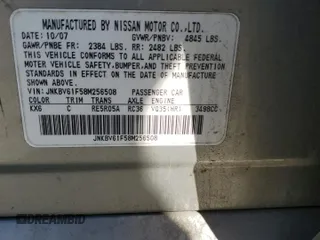 MANUFACTURED BY NISSAN MOTOR CO.,LTD.
DATE: 10/07 GVWR/PNBV: 4845 LBS.
GAWR/PNBE FR: 2384 LBS. RR: 2482 LBS.
THIS VEHICLE CONFORMS TO ALL APPLICABLE FEDERAL
MOTOR VEHICLE SAFETY, BUMPER, AND THEFT PREVENTION
STANDARDS IN EFFECT ON THE DATE OF MANUFACTURE
SHOWN ABOVE.
VIN: JNKBV61F58M256508 PASSENGER CAR
COLOR TRIM TRANS AXLE ENGINE
KX6 C RE5R05A RC36 VQ35(HR) 3498CC
JNKBV61F58M256508